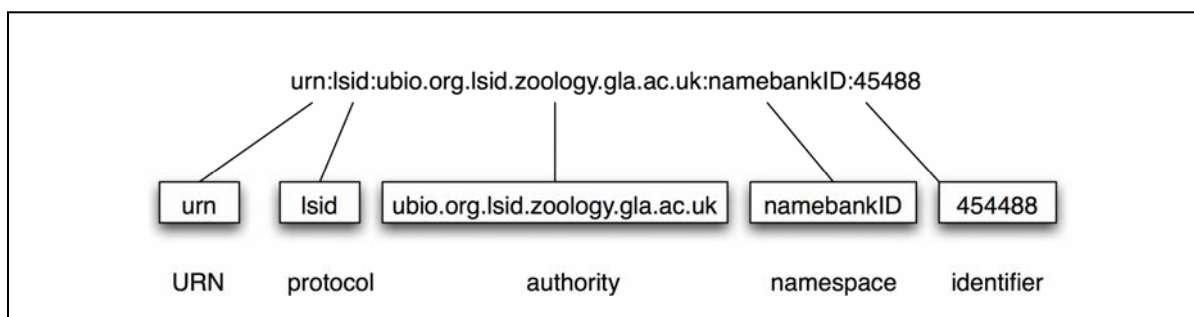 urn:lsid:ubio.org.lsid.zoology.gla.ac.uk:namebankID:45488
urn lsid ubio.org.lsid.zoology.gla.ac.uk namebankID 454488
URN protocol authority namespace identifier